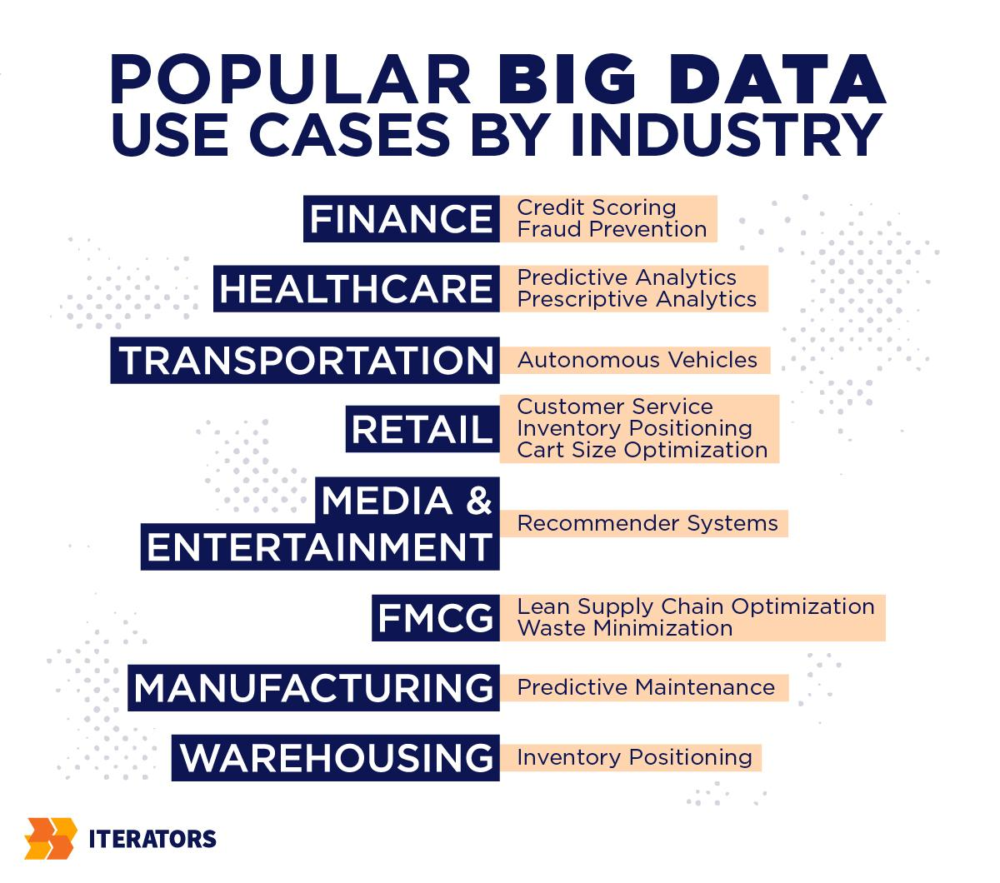 POPULAR BIG DATA
USE CASES BY INDUSTRY
FINANCE
Credit Scoring
Fraud Prevention
HEALTHCARE
Predictive Analytics
Prescriptive Analytics
TRANSPORTATION
Autonomous Vehicles
RETAIL
Customer Service
Inventory Positioning
Cart Size Optimization
MEDIA &
ENTERTAINMENT
Recommender Systems
FMCG
Lean Supply Chain Optimization
Waste Minimization
MANUFACTURING
Predictive Maintenance
WAREHOUSING
Inventory Positioning
ITERATORS